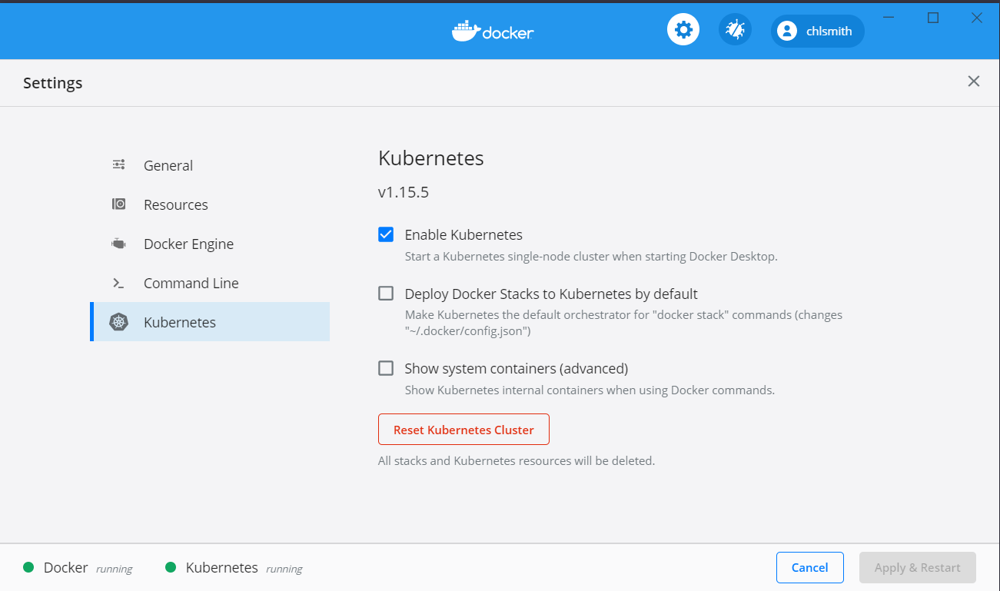 docker
chlsmith
Settings
General
Resources
Docker Engine
Command Line
Kubernetes
Kubernetes
v1.15.5
Enable Kubernetes
Start a Kubernetes single-node cluster when starting Docker Desktop.
Deploy Docker Stacks to Kubernetes by default
Make Kubernetes the default orchestrator for "docker stack" commands (changes
"~/.docker/config.json")
Show system containers (advanced)
Show Kubernetes internal containers when using Docker commands.
Reset Kubernetes Cluster
All stacks and Kubernetes resources will be deleted.
Docker running Kubernetes running Cancel Apply & Restart